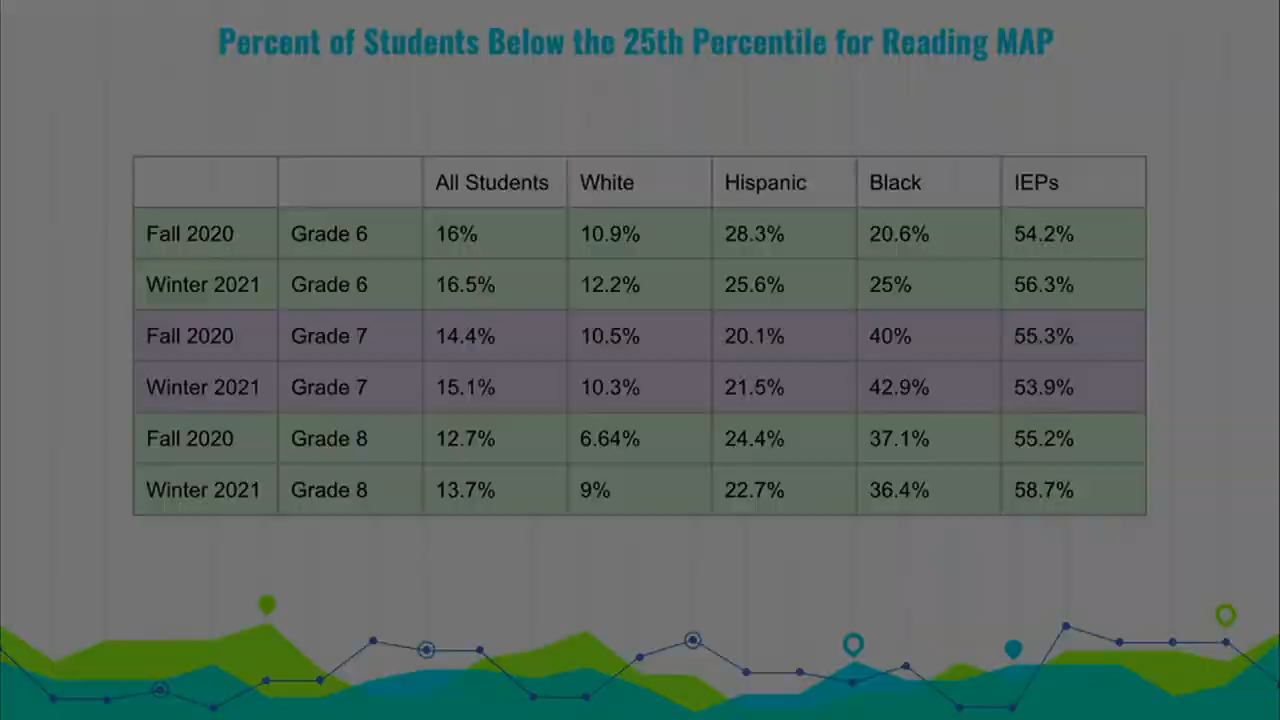 Percent of Students Below the 25th Percentile for Reading MAP
All Students White Hispanic Black IEPs
Fall 2020 Grade 6 16% 10.9% 28.3% 20.6% 54.2%
Winter 2021 Grade 6 16.5% 12.2% 25.6% 25% 56.3%
Fall 2020 Grade 7 14.4% 10.5% 20.1% 40% 55.3%
Winter 2021 Grade 7 15.1% 10.3% 21.5% 42.9% 53.9%
Fall 2020 Grade 8 12.7% 6.64% 24.4% 37.1% 55.2%
Winter 2021 Grade 8 13.7% 9% 22.7% 36.4% 58.7%